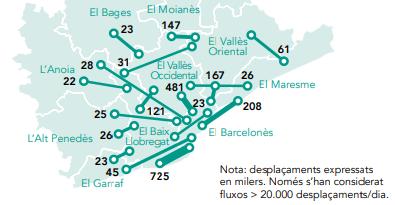 El Moianès
El Bages
147
23
El Vallès
Oriental
61
31
L'Anoia
28
22
El Vallès
Occidental
167
26
El Maresme
481
23
208
121
25
El Baix
Llobregat
El Barcelonès
L'Alt Penedès
26
23
45
El Garraf
725
Nota: desplaçaments expressats
en milers. Només s'han considerat
fluxos > 20.000 desplaçaments/dia.